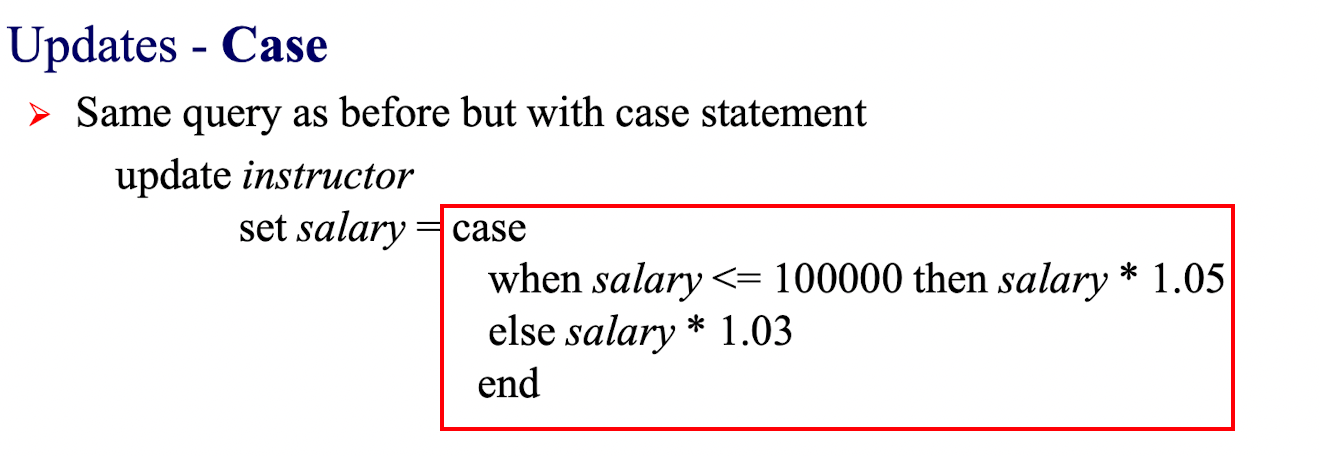 Updates - Case
➢ Same query as before but with case statement
update instructor
set salary = case
when salary <= 100000 then salary * 1.05
else salary * 1.03
end